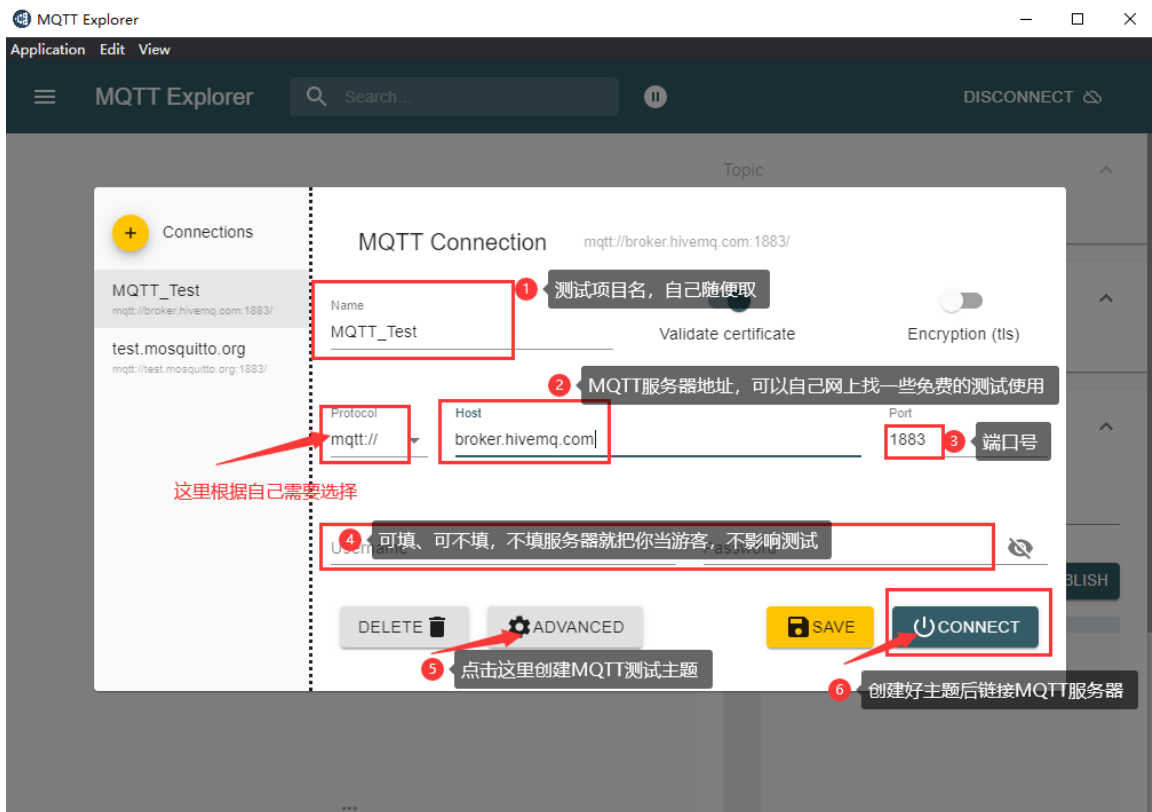 MQTT Explorer
Application Edit View
MQTT Explorer
Search...
DISCONNECT
Topic
Connections
MQTT Connection
mqtt://broker.hivemq.com:1883/
MQTT_Test
mqtt://broker.hivemq.com:1883/
test.mosquitto.org
mqtt://test.mosquitto.org:1883/
1 测试项目名，自己随便取
Name
MQTT_Test
Validate certificate
Encryption (tls)
2 MQTT服务器地址，可以自己网上找一些免费的测试使用
Protocol
mqtt://
Host
broker.hivemq.com
Port
1883
3 端口号
这里根据自己需要选择
4 可填、可不填，不填服务器就把你当游客，不影响测试
DELETE
ADVANCED
SAVE
CONNECT
BLISH
5 点击这里创建MQTT测试主题
6 创建好主题后链接MQTT服务器